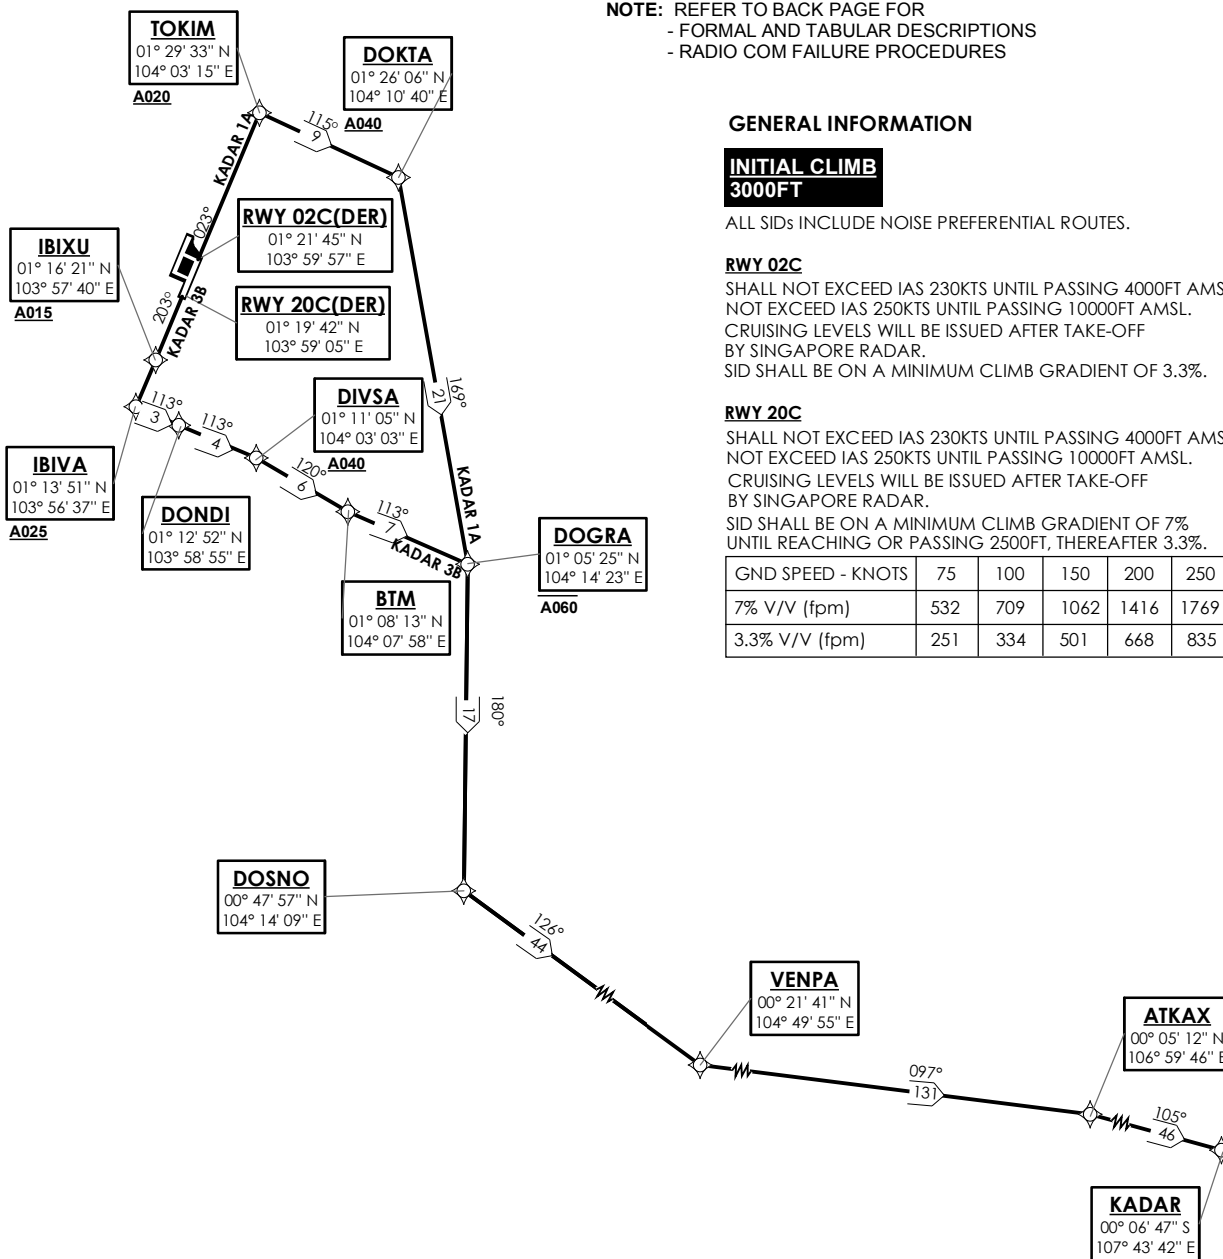 NOTE: REFER TO BACK PAGE FOR
- FORMAL AND TABULAR DESCRIPTIONS
- RADIO COM FAILURE PROCEDURES
TOKIM
01° 29' 33" N
104° 03' 15" E
A020
DOKTA
01° 26' 06" N
104° 10' 40" E
A040
115°
9
KADAR 1A
023°
RWY 02C(DER)
01° 21' 45" N
103° 59' 57" E
IBIXU
01° 16' 21" N
103° 57' 40" E
A015
RWY 20C(DER)
01° 19' 42" N
103° 59' 05" E
203°
KADAR 3B
DIVSA
01° 11' 05" N
104° 03' 03" E
A040
169°
21
KADAR 1A
113°
3
113°
4
120°
6
113°
7
KADAR 3B
IBIVA
01° 13' 51" N
103° 56' 37" E
A025
DONDI
01° 12' 52" N
103° 58' 55" E
BTM
01° 08' 13" N
104° 07' 58" E
DOGRA
01° 05' 25" N
104° 14' 23" E
A060
17
180°
DOSNO
00° 47' 57" N
104° 14' 09" E
126°
44
VENPA
00° 21' 41" N
104° 49' 55" E
097°
131
ATKAX
00° 05' 12" N
106° 59' 46" E
105°
46
KADAR
00° 06' 47" S
107° 43' 42" E
GENERAL INFORMATION
INITIAL CLIMB
3000FT
ALL SIDs INCLUDE NOISE PREFERENTIAL ROUTES.
RWY 02C
SHALL NOT EXCEED IAS 230KTS UNTIL PASSING 4000FT AMS
NOT EXCEED IAS 250KTS UNTIL PASSING 10000FT AMSL.
CRUISING LEVELS WILL BE ISSUED AFTER TAKE-OFF
BY SINGAPORE RADAR.
SID SHALL BE ON A MINIMUM CLIMB GRADIENT OF 3.3%.
RWY 20C
SHALL NOT EXCEED IAS 230KTS UNTIL PASSING 4000FT AMS
NOT EXCEED IAS 250KTS UNTIL PASSING 10000FT AMSL.
CRUISING LEVELS WILL BE ISSUED AFTER TAKE-OFF
BY SINGAPORE RADAR.
SID SHALL BE ON A MINIMUM CLIMB GRADIENT OF 7%
UNTIL REACHING OR PASSING 2500FT, THEREAFTER 3.3%.
GND SPEED - KNOTS 75 100 150 200 250
7% V/V (fpm) 532 709 1062 1416 1769
3.3% V/V (fpm) 251 334 501 668 835